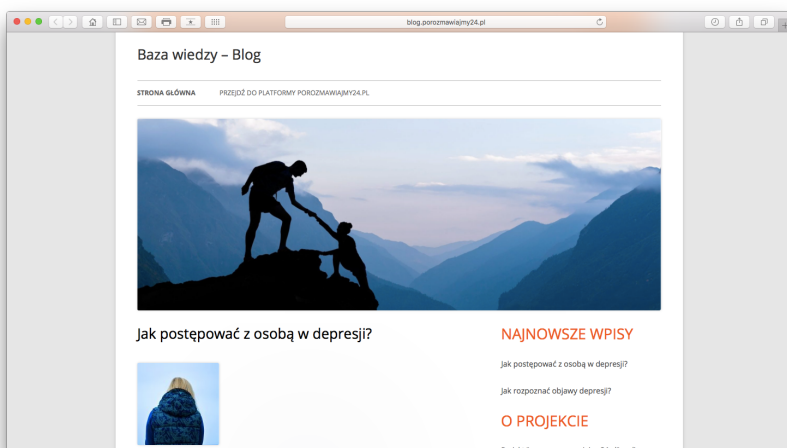 blog.porozmawiajmy24.pl
Baza wiedzy – Blog
STRONA GŁÓWNA PRZEJDŹ DO PLATFORMY POROZMAWIAJMY24.PL
Jak postępować z osobą w depresji?
NAJNOWSZE WPISY
Jak postępować z osobą w depresji?
Jak rozpoznać objawy depresji?
O PROJEKCIE